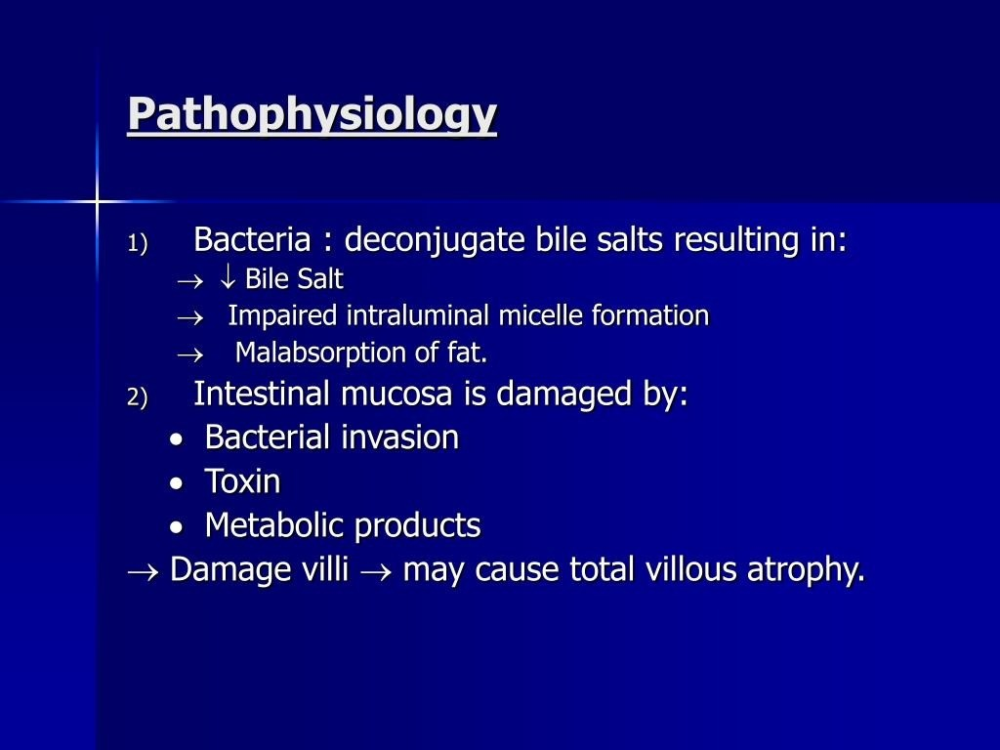 Pathophysiology
1) Bacteria : deconjugate bile salts resulting in:
→ ↓ Bile Salt
→ Impaired intraluminal micelle formation
→ Malabsorption of fat.
2) Intestinal mucosa is damaged by:
• Bacterial invasion
• Toxin
• Metabolic products
→ Damage villi → may cause total villous atrophy.